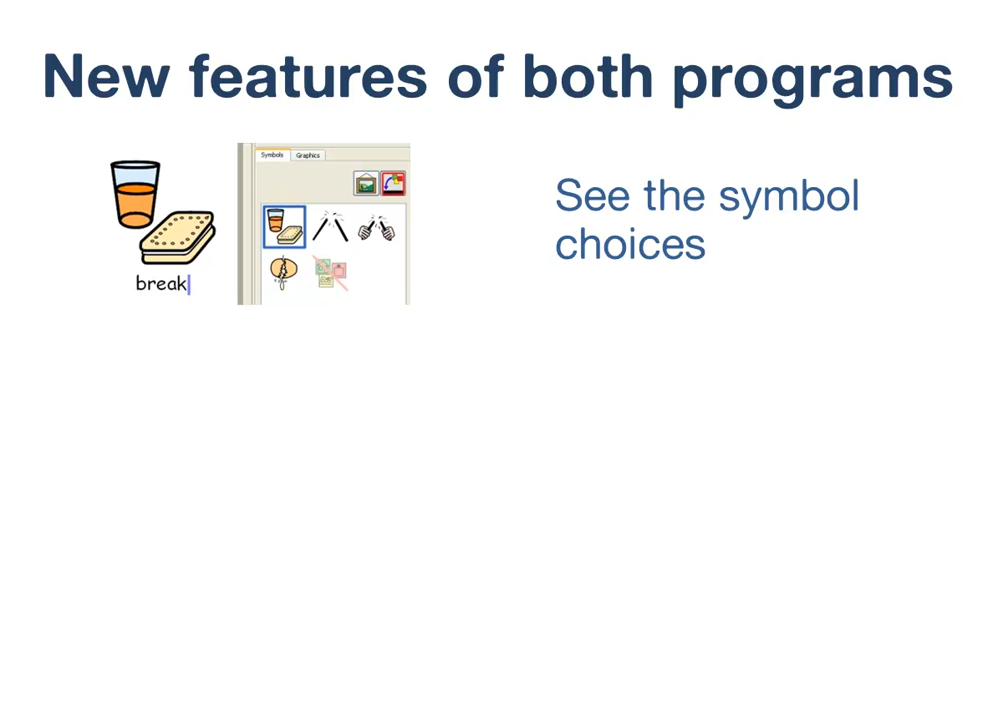 New features of both programs
Symbols
Graphics
See the symbol
choices
break